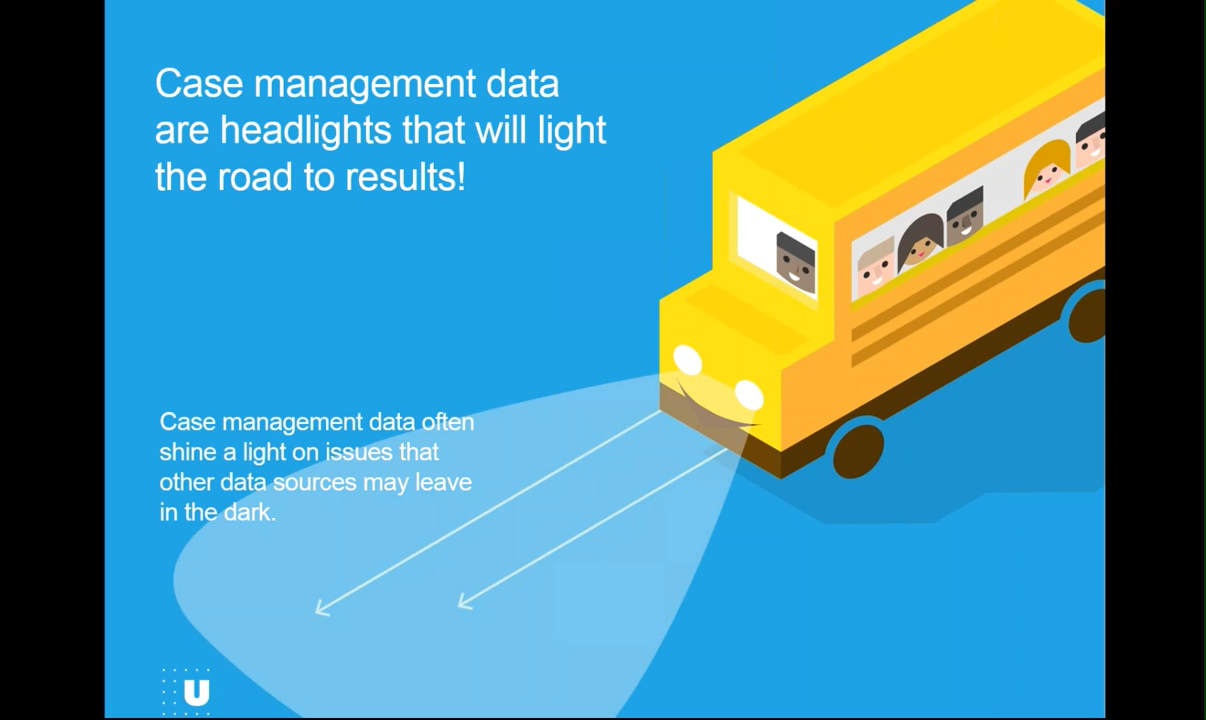 Case management data
are headlights that will light
the road to results!
Case management data often
shine a light on issues that
other data sources may leave
in the dark.
U